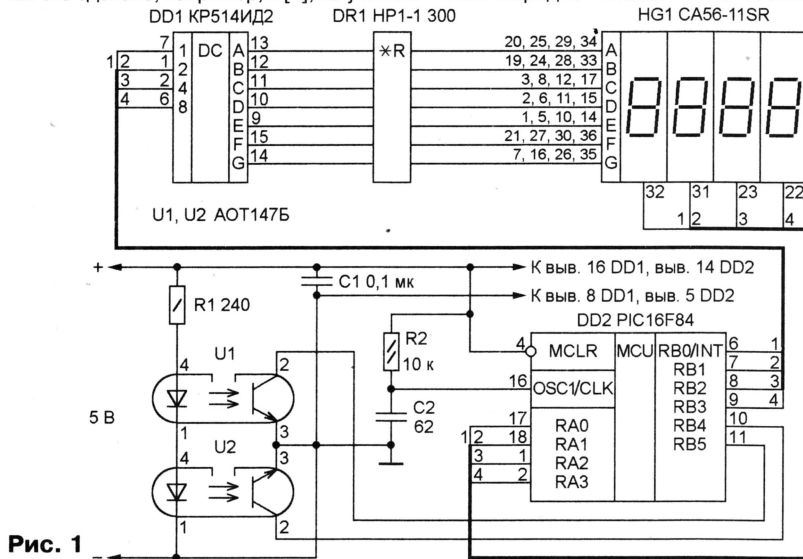 DD1 КР514ИД2
DR1 НР1-1 300
HG1 CA56-11SR
7 1 DC A 13 *R 20, 25, 29, 34 A
1 2 1 2 B 12 19, 24, 28, 33 B
3 2 4 C 11 3, 8, 12, 17 C
4 6 8 D 10 2, 6, 11, 15 D
E 9 1, 5, 10, 14 E
F 15 21, 27, 30, 36 F
G 14 7, 16, 26, 35 G
8 8 8 8
32 31 23 22
1 2 3 4
U1, U2 АОТ147Б
+
C1 0,1 мк
К выв. 16 DD1, выв. 14 DD2
К выв. 8 DD1, выв. 5 DD2
R1 240
DD2 PIC16F84
R2
10 к
4 MCLR MCU RB0/INT 6 1
RB1 7 2
16 OSC1/CLK RB2 8 3
RB3 9 4
17 RA0 RB4 10
1 2 18 RA1 RB5 11
3 1 RA2
4 2 RA3
C2
62
U1
4 2
1 3
5 В
U2
4 3
1 2
Рис. 1
–